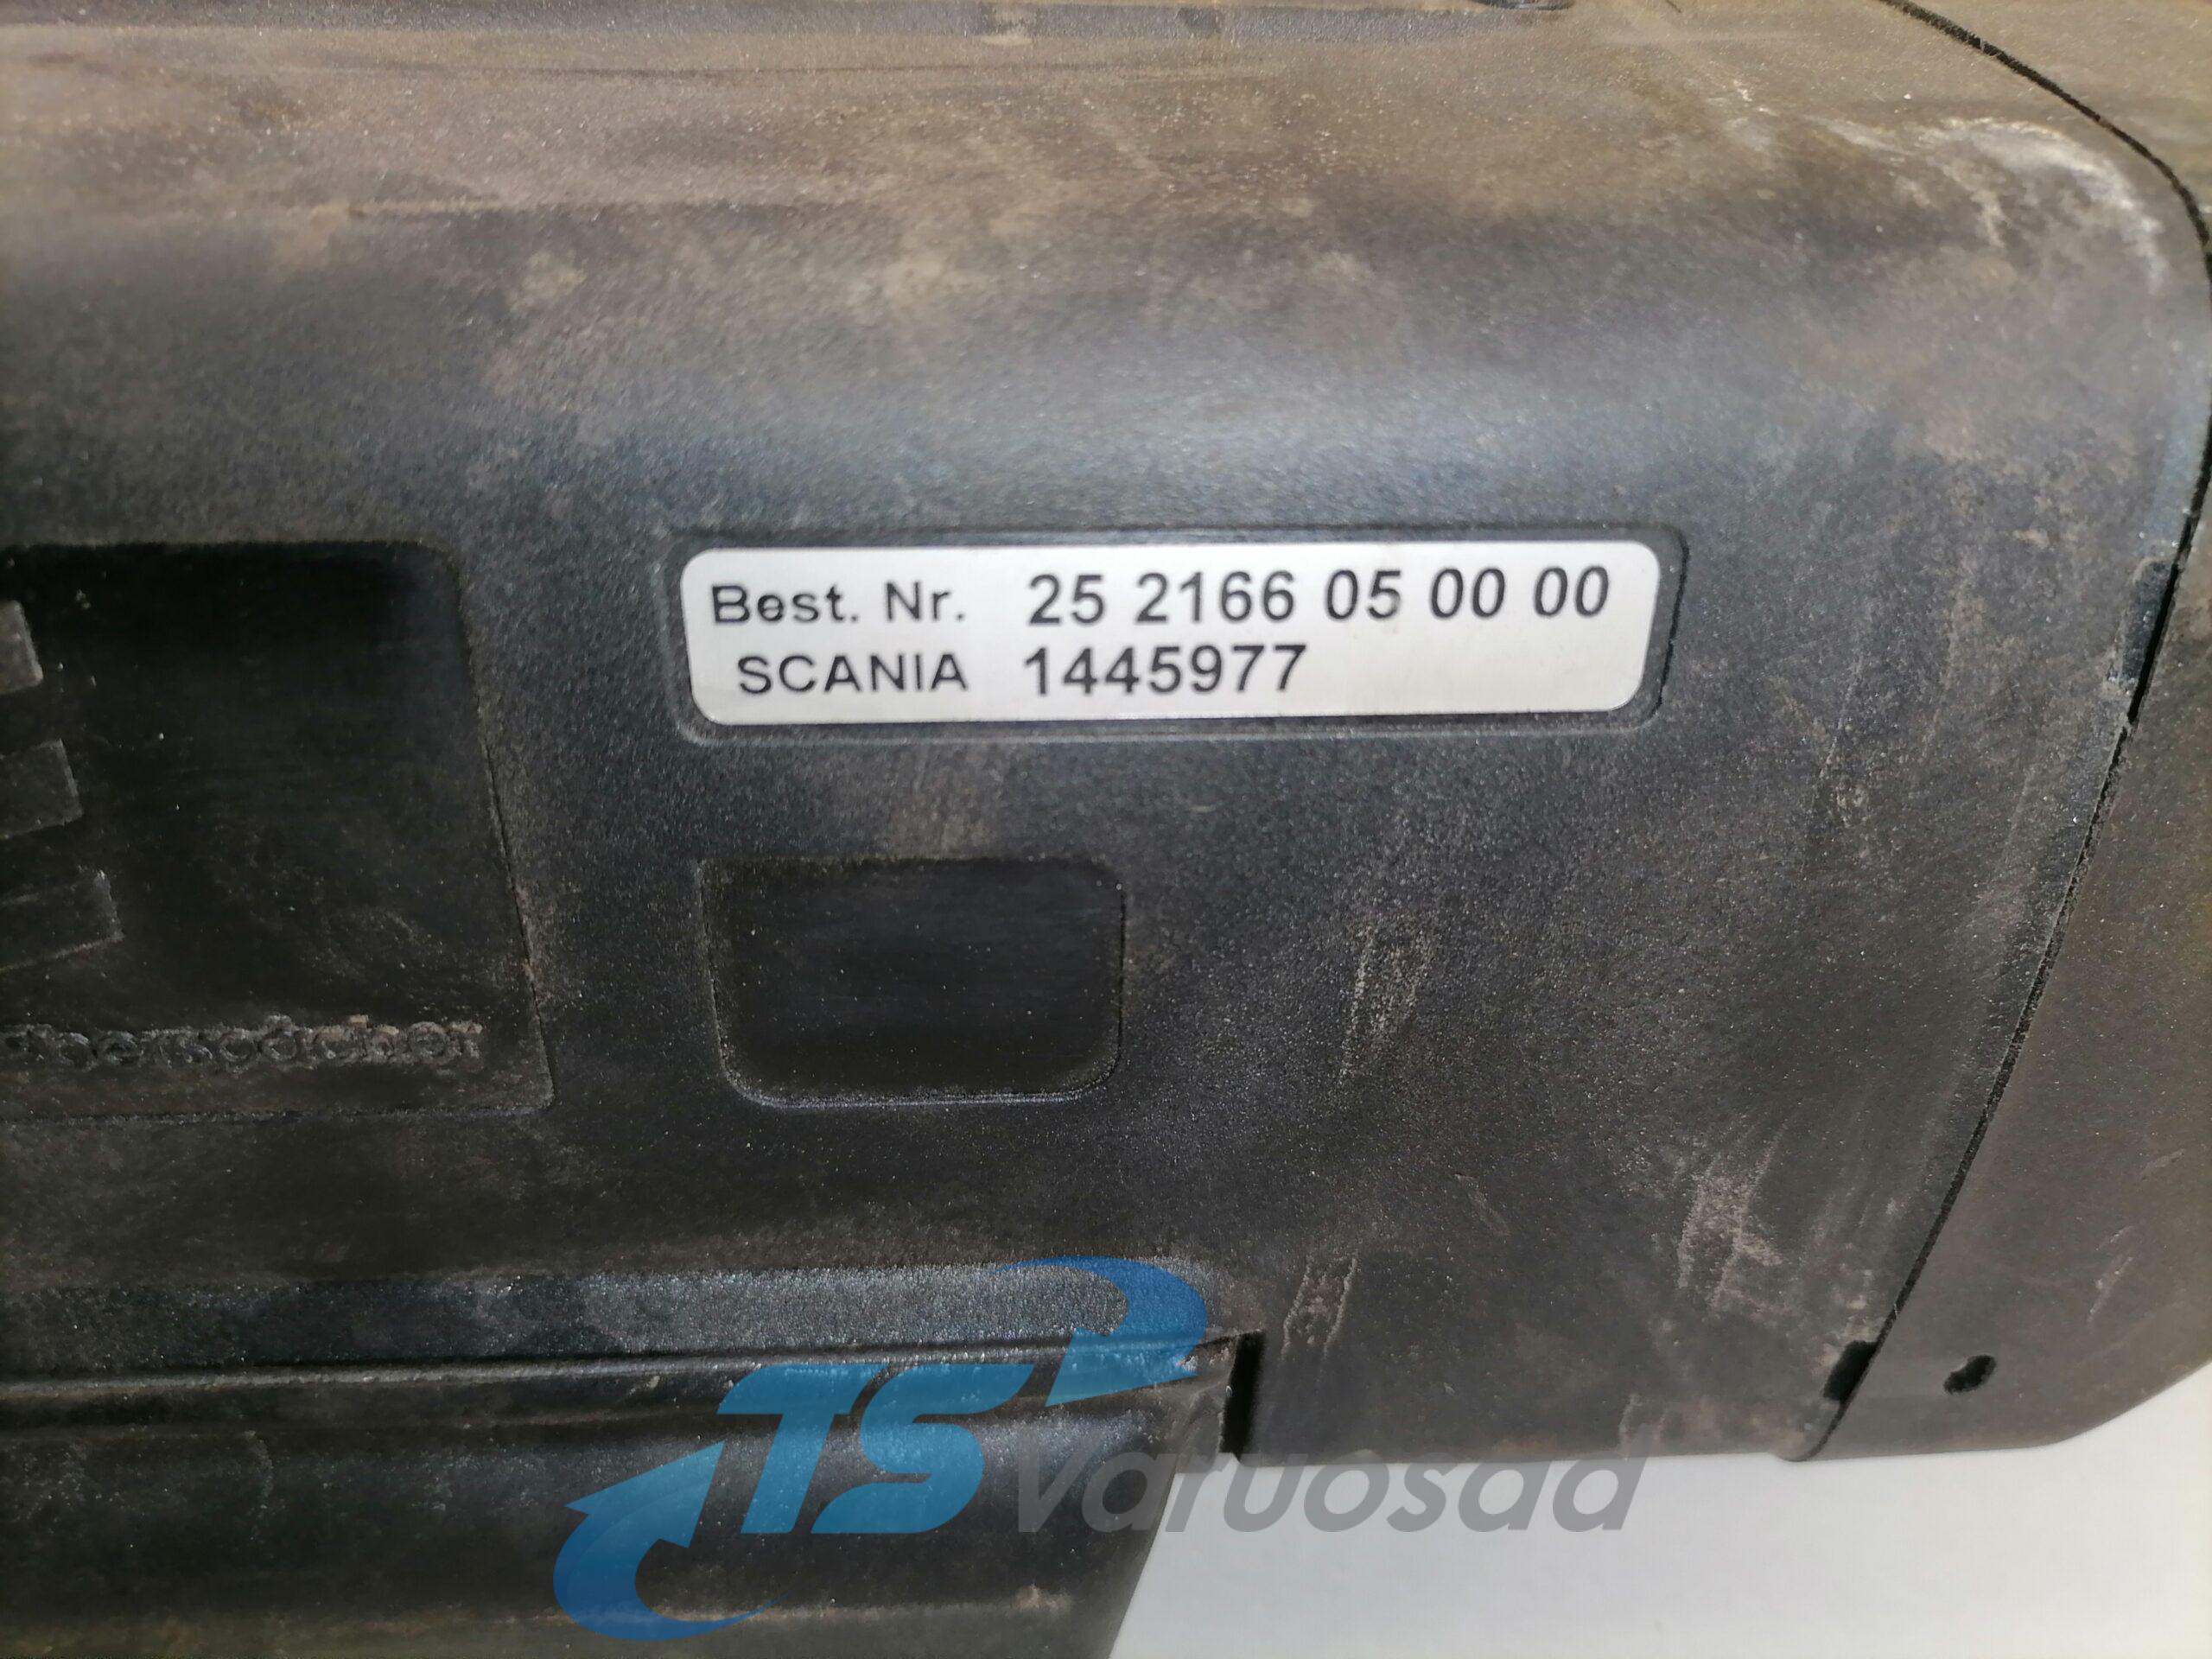 Best. Nr. 25 2166 05 00 00
SCANIA 1445977
TS Varuosad